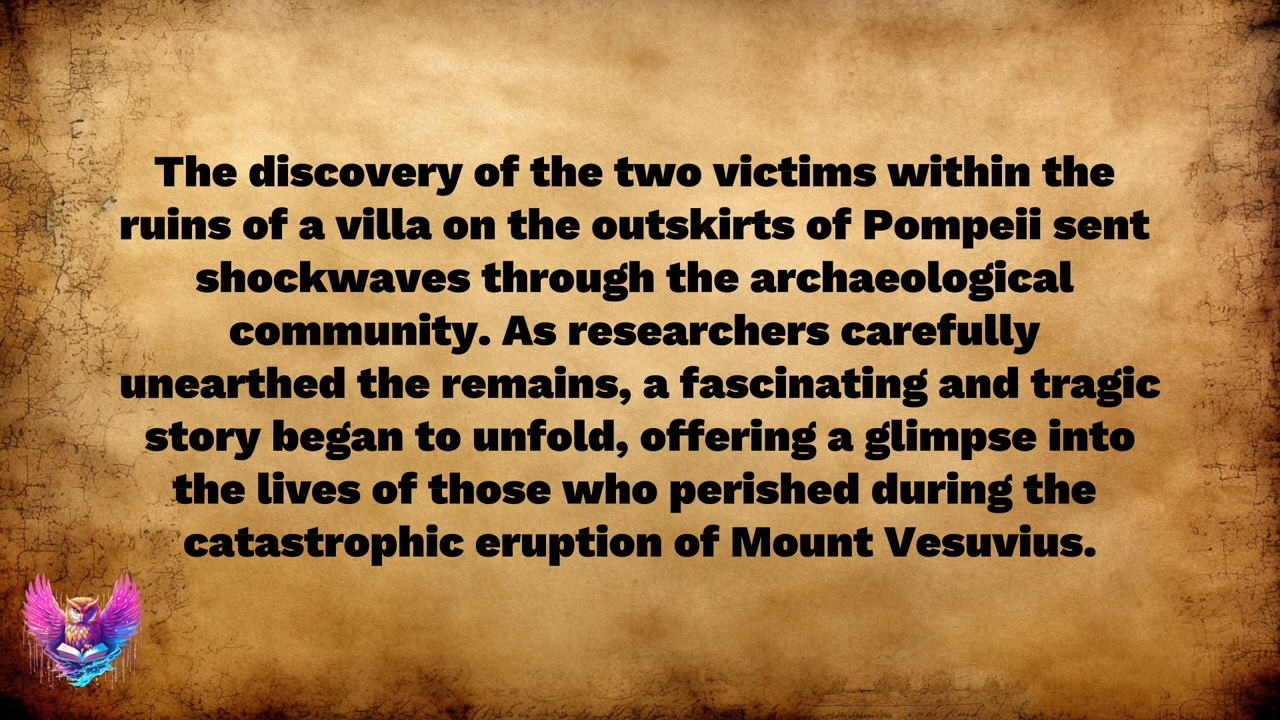 The discovery of the two victims within the
ruins of a villa on the outskirts of Pompeii sent
shockwaves through the archaeological
community. As researchers carefully
unearthed the remains, a fascinating and tragic
story began to unfold, offering a glimpse into
the lives of those who perished during the
catastrophic eruption of Mount Vesuvius.